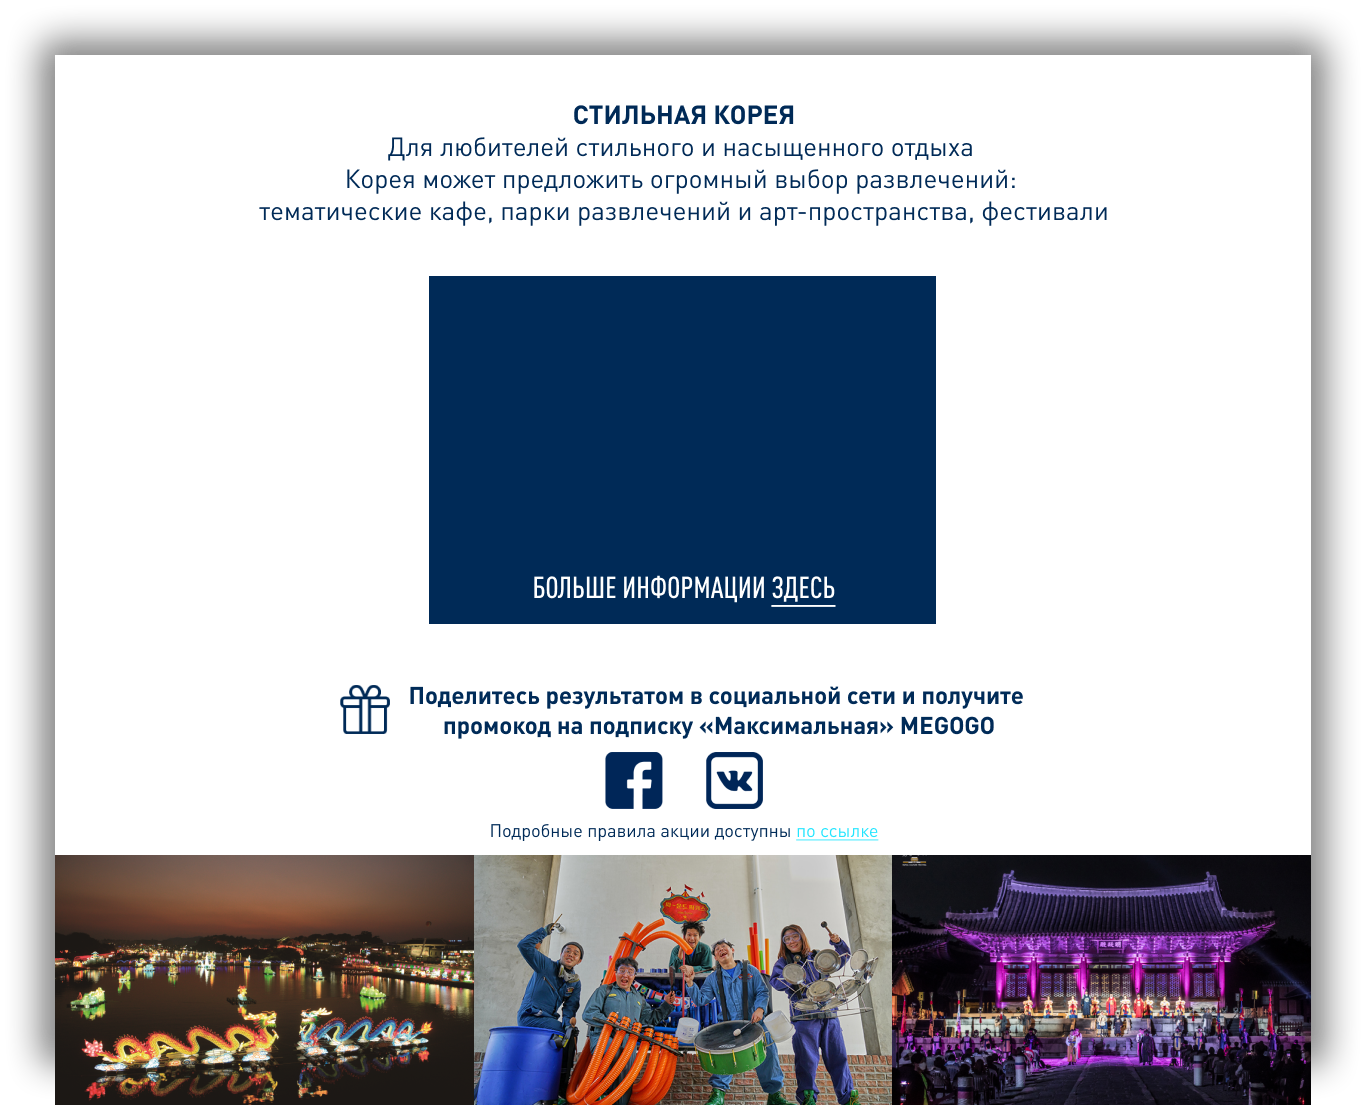 СТИЛЬНАЯ КОРЕЯ
Для любителей стильного и насыщенного отдыха
Корея может предложить огромный выбор развлечений:
тематические кафе, парки развлечений и арт-пространства, фестивали
БОЛЬШЕ ИНФОРМАЦИИ ЗДЕСЬ
Поделитесь результатом в социальной сети и получите
промокод на подписку «Максимальная» MEGOGO
Подробные правила акции доступны по ссылке